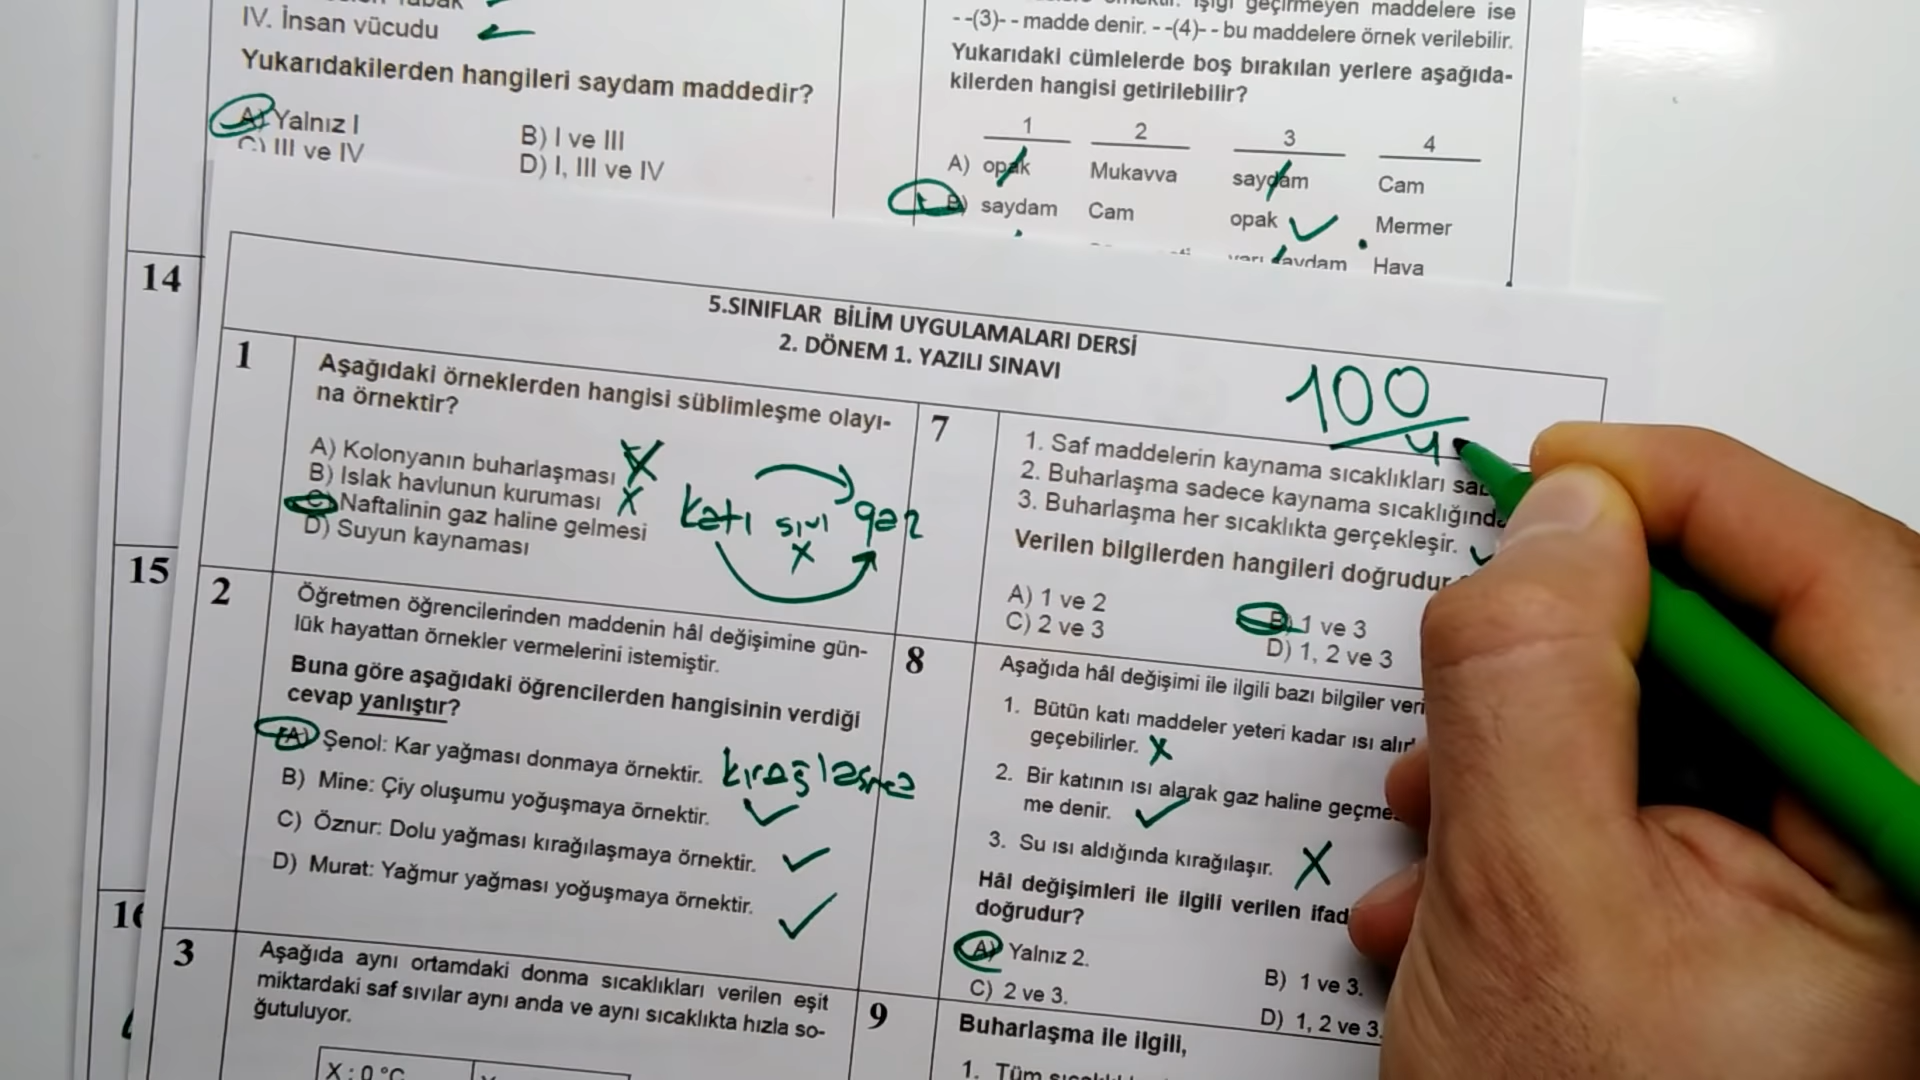 IV. İnsan vücudu
Yukarıdakilerden hangileri saydam maddedir?
A) Yalnız I
B) I ve III
C) III ve IV
D) I, III ve IV
geçirmeyen maddelere ise
--(3)-- madde denir. --(4)-- bu maddelere örnek verilebilir.
Yukarıdaki cümlelerde boş bırakılan yerlere aşağıda-
kilerden hangisi getirilebilir?
1 2 3 4
A) opak Mukavva saydam Cam
B) saydam Cam opak Mermer
Hava
14
15
5.SINIFLAR BİLİM UYGULAMALARI DERSİ
2. DÖNEM 1. YAZILI SINAVI
100
4
1
Aşağıdaki örneklerden hangisi süblimleşme olayı-
na örnektir?
A) Kolonyanın buharlaşması
B) Islak havlunun kuruması
C) Naftalinin gaz haline gelmesi
D) Suyun kaynaması
katı sıvı gaz
2
Öğretmen öğrencilerinden maddenin hâl değişimine gün-
lük hayattan örnekler vermelerini istemiştir.
Buna göre aşağıdaki öğrencilerden hangisinin verdiği
cevap yanlıştır?
A) Şenol: Kar yağması donmaya örnektir.
kırağılaşma
B) Mine: Çiy oluşumu yoğuşmaya örnektir.
C) Öznur: Dolu yağması kırağılaşmaya örnektir.
D) Murat: Yağmur yağması yoğuşmaya örnektir.
3
Aşağıda aynı ortamdaki donma sıcaklıkları verilen eşit
miktardaki saf sıvılar aynı anda ve aynı sıcaklıkta hızla so-
ğutuluyor.
X : 0 °C
7
1. Saf maddelerin kaynama sıcaklıkları
2. Buharlaşma sadece kaynama
3. Buharlaşma her sıcaklıkta gerçekleşir.
Verilen bilgilerden hangileri doğrudur
A) 1 ve 2
B) 1 ve 3
C) 2 ve 3
D) 1, 2 ve 3
8
Aşağıda hâl değişimi ile ilgili bazı bilgiler
1. Bütün katı maddeler yeteri kadar ısı
geçebilirler.
2. Bir katının ısı alarak gaz haline
me denir.
3. Su ısı aldığında kırağılaşır.
Hâl değişimleri ile ilgili verilen
doğrudur?
A) Yalnız 2.
B) 1 ve 3.
C) 2 ve 3.
D) 1, 2 ve 3.
9
Buharlaşma ile ilgili,
1. Tüm